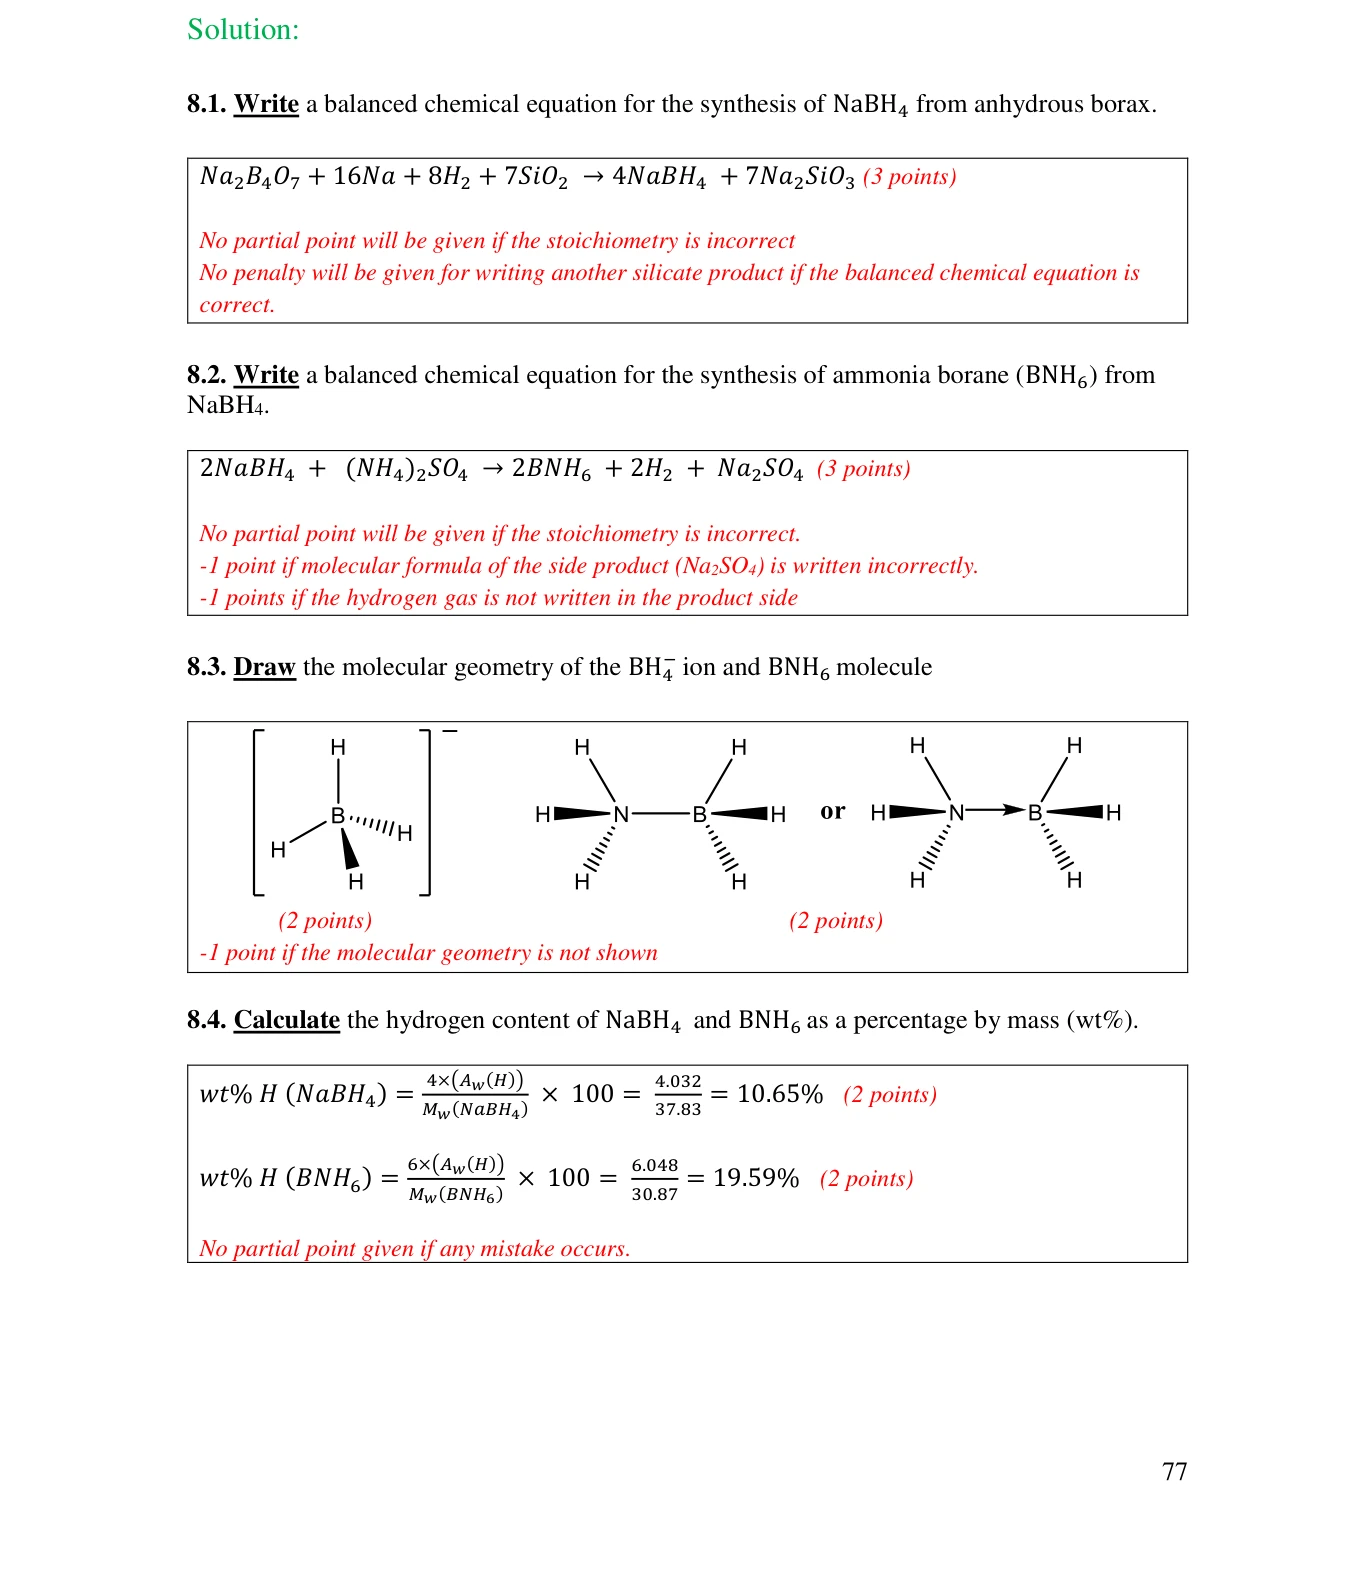 Solution:
8.1. Write a balanced chemical equation for the synthesis of NaBH₄ from anhydrous borax.
Na₂B₄O₇ + 16Na + 8H₂ + 7SiO₂ → 4NaBH₄ + 7Na₂SiO₃ (3 points)
No partial point will be given if the stoichiometry is incorrect
No penalty will be given for writing another silicate product if the balanced chemical equation is
correct.
8.2. Write a balanced chemical equation for the synthesis of ammonia borane (BNH₆) from
NaBH₄.
2NaBH₄ + (NH₄)₂SO₄ → 2BNH₆ + 2H₂ + Na₂SO₄ (3 points)
No partial point will be given if the stoichiometry is incorrect.
-1 point if molecular formula of the side product (Na₂SO₄) is written incorrectly.
-1 points if the hydrogen gas is not written in the product side
8.3. Draw the molecular geometry of the BH₄⁻ ion and BNH₆ molecule
H H H H H −
B H H N B H or H N B H
H H H H H H
(2 points) (2 points)
-1 point if the molecular geometry is not shown
8.4. Calculate the hydrogen content of NaBH₄ and BNH₆ as a percentage by mass (wt%).
wt% H (NaBH₄) = 4×(A_w(H)) / M_w(NaBH₄) × 100 = 4.032 / 37.83 = 10.65% (2 points)
wt% H (BNH₆) = 6×(A_w(H)) / M_w(BNH₆) × 100 = 6.048 / 30.87 = 19.59% (2 points)
No partial point given if any mistake occurs.
77